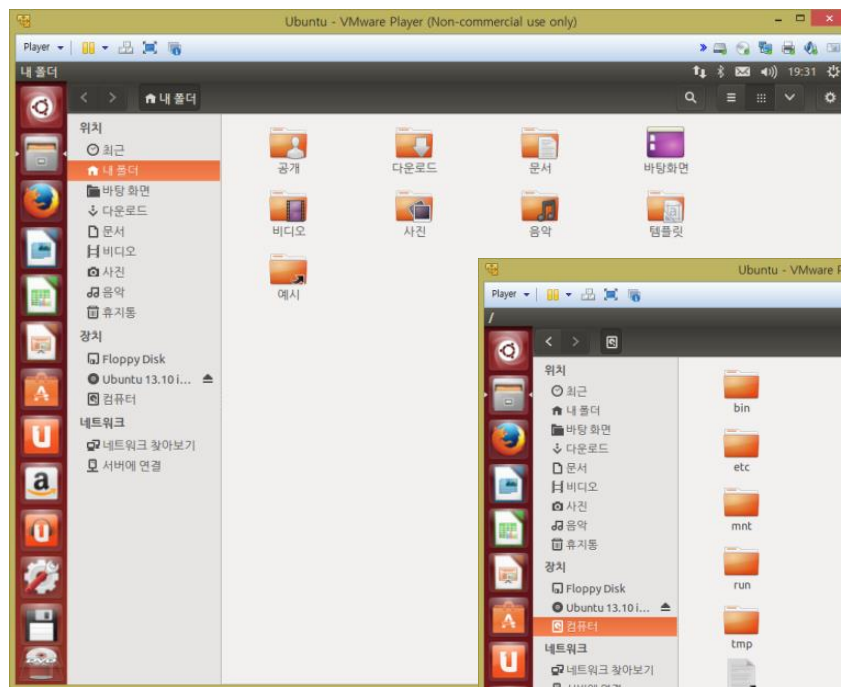 Ubuntu - VMware Player (Non-commercial use only)
Player
내 폴더
19:31
내 폴더
위치
최근
내 폴더
바탕 화면
다운로드
문서
비디오
사진
음악
휴지통
장치
Floppy Disk
Ubuntu 13.10 i...
컴퓨터
네트워크
네트워크 찾아보기
서버에 연결
공개
다운로드
문서
바탕화면
비디오
사진
음악
템플릿
예시
Ubuntu - VMware P
Player
/
위치
최근
내 폴더
바탕 화면
다운로드
문서
비디오
사진
음악
휴지통
장치
Floppy Disk
Ubuntu 13.10 i...
컴퓨터
네트워크
네트워크 찾아보기
bin
etc
mnt
run
tmp